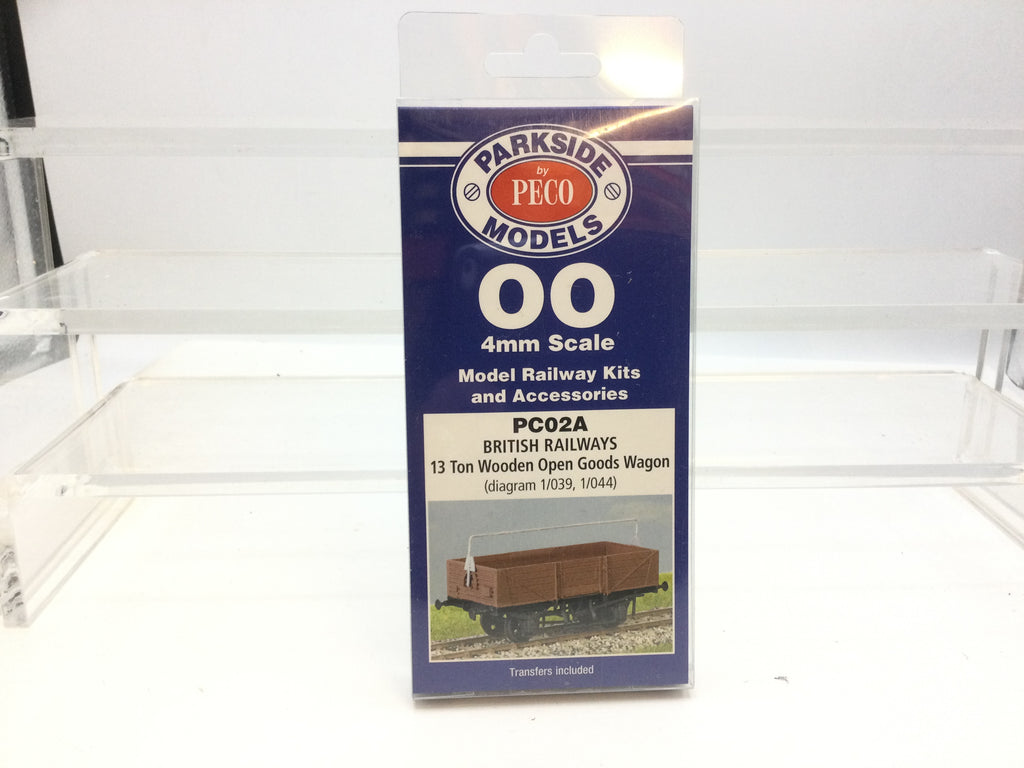 PARKSIDE
by
PECO
MODELS
OO
4mm Scale
Model Railway Kits
and Accessories
PC02A
BRITISH RAILWAYS
13 Ton Wooden Open Goods Wagon
(diagram 1/039, 1/044)
Transfers included